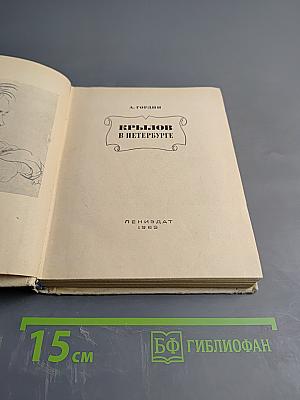 А. ГОРДИН
КРЫЛОВ
В ПЕТЕРБУРГЕ
ЛЕНИЗДАТ
1969
15 см
БФ ГИБЛИОФАН